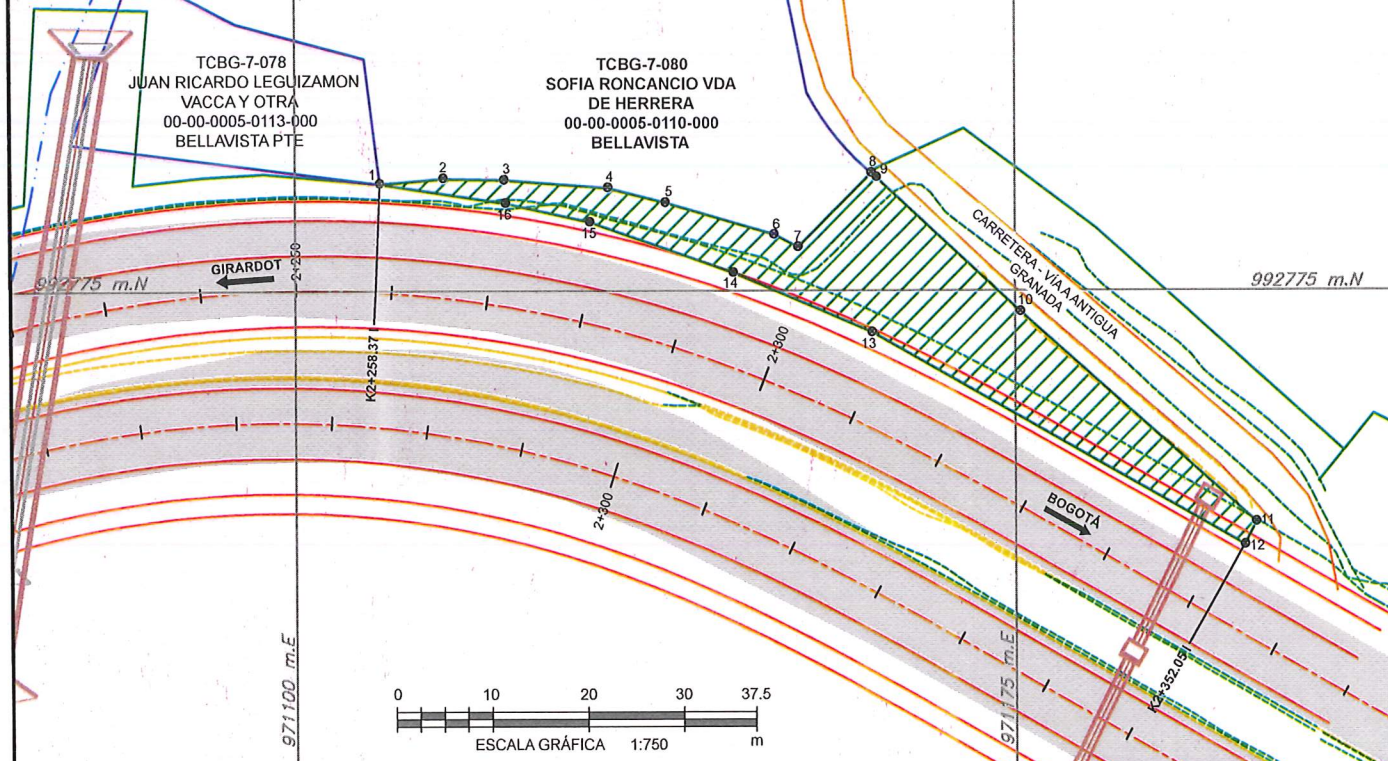 TCBG-7-078
JUAN RICARDO LEGUIZAMON
VACCA Y OTRA
00-00-0005-0113-000
BELLAVISTA PTE
TCBG-7-080
SOFIA RONCANCIO VDA
DE HERRERA
00-00-0005-0110-000
BELLAVISTA
1
2
3
4
5
6
7
8
9
10
11
12
13
14
15
16
CARRETERA - VÍA A ANTIGUA
GRANADA
992775 m.N
GIRARDOT
2+250
992775 m.N
K2+258.37 I
2+300
2+300
BOGOTÁ
K2+352.05 I
971100 m.E
971175 m.E
0 10 20 30 37.5
ESCALA GRÁFICA 1:750 m